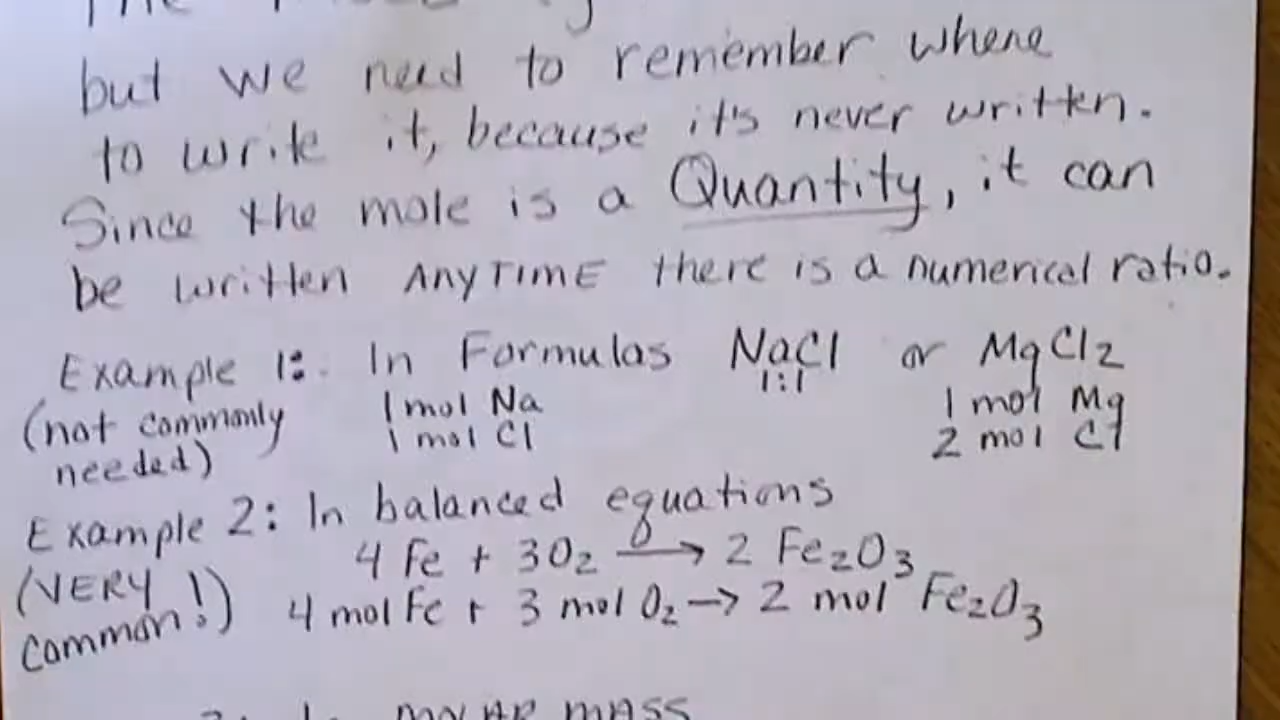 The
but we need to remember where
to write it, because it's never written.
Since the mole is a Quantity, it can
be written ANYTIME there is a numerical ratio.
Example 1: In Formulas NaCl or MgCl2
1:1
(not commonly needed)
1 mol Na
1 mol Cl
1 mol Mg
2 mol Cl
Example 2: In balanced equations
(VERY common!)
4 Fe + 3O2 → 2 Fe2O3
4 mol Fe + 3 mol O2 → 2 mol Fe2O3
MOLAR MASS